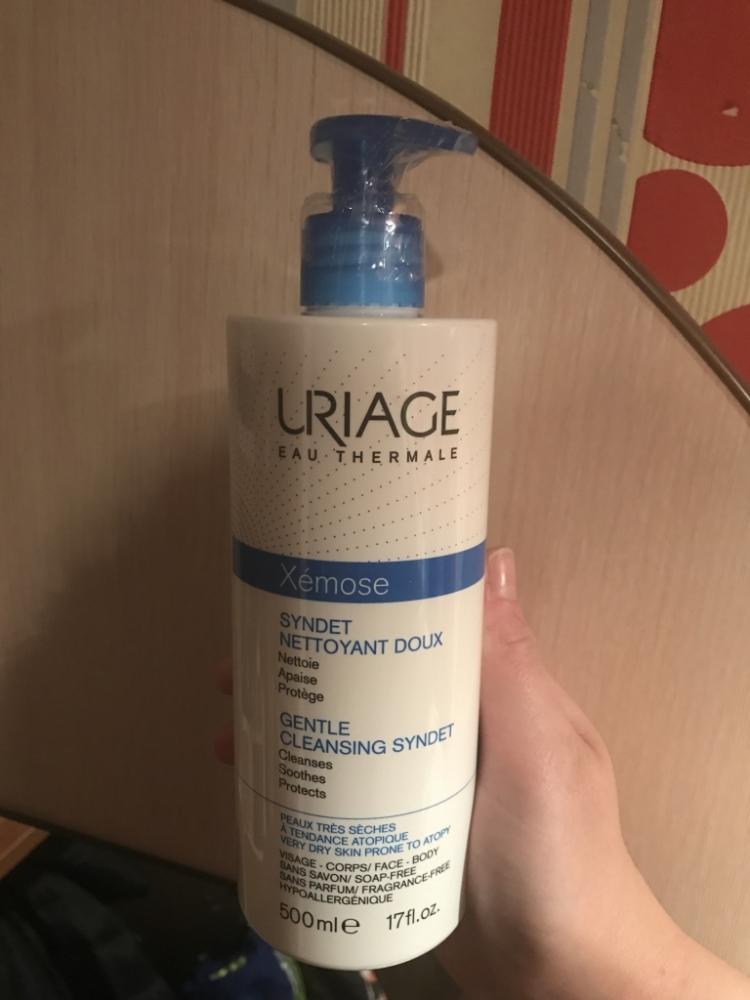 URIAGE
EAU THERMALE
Xémose
SYNDET
NETTOYANT DOUX
Nettoie
Apaise
Protège
GENTLE
CLEANSING SYNDET
Cleanses
Soothes
Protects
PEAUX TRÈS SÈCHES
À TENDANCE ATOPIQUE
VERY DRY SKIN PRONE TO ATOPY
VISAGE - CORPS/ FACE - BODY
SANS SAVON/ SOAP-FREE
SANS PARFUM/ FRAGRANCE-FREE
HYPOALLERGÉNIQUE
500ml℮ 17fl.oz.